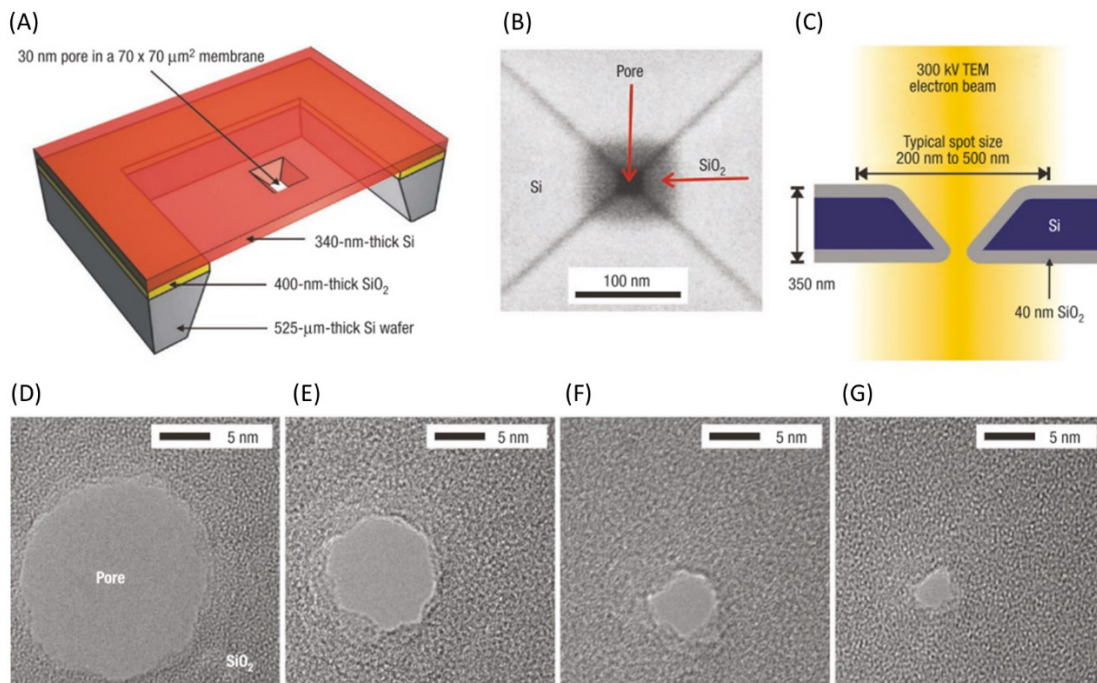 (A)
30 nm pore in a 70 x 70 μm² membrane
340-nm-thick Si
400-nm-thick SiO₂
525-μm-thick Si wafer
(B)
Pore
Si
SiO₂
100 nm
(C)
300 kV TEM
electron beam
Typical spot size
200 nm to 500 nm
Si
350 nm
40 nm SiO₂
(D)
5 nm
Pore
SiO₂
(E)
5 nm
(F)
5 nm
(G)
5 nm